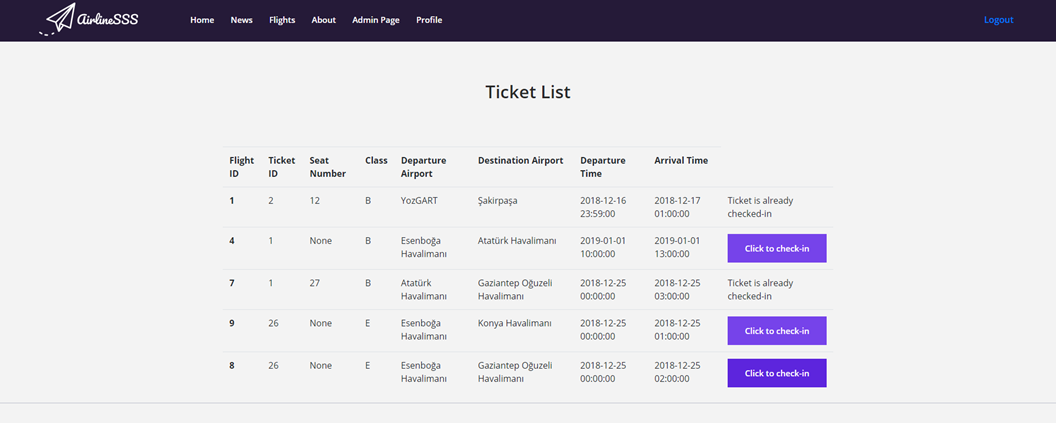 AirlineSSS Home News Flights About Admin Page Profile Logout
Ticket List
Flight ID Ticket ID Seat Number Class Departure Airport Destination Airport Departure Time Arrival Time
1 2 12 B YozGART Şakirpaşa 2018-12-16 23:59:00 2018-12-17 01:00:00 Ticket is already checked-in
4 1 None B Esenboğa Havalimanı Atatürk Havalimanı 2019-01-01 10:00:00 2019-01-01 13:00:00 Click to check-in
7 1 27 B Atatürk Havalimanı Gaziantep Oğuzeli Havalimanı 2018-12-25 00:00:00 2018-12-25 03:00:00 Ticket is already checked-in
9 26 None E Esenboğa Havalimanı Konya Havalimanı 2018-12-25 00:00:00 2018-12-25 01:00:00 Click to check-in
8 26 None E Esenboğa Havalimanı Gaziantep Oğuzeli Havalimanı 2018-12-25 00:00:00 2018-12-25 02:00:00 Click to check-in